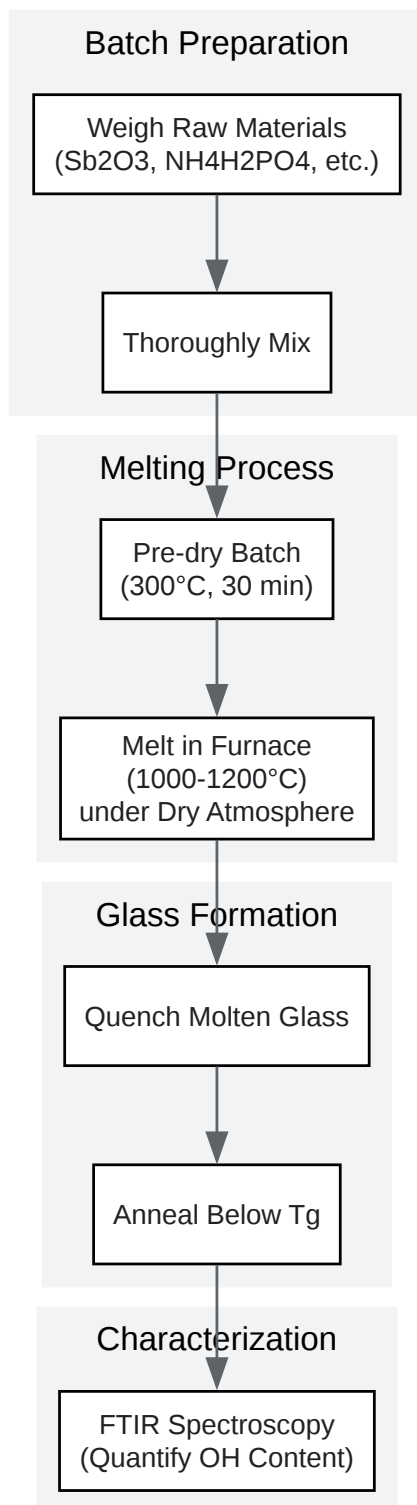 Batch Preparation
Weigh Raw Materials
(Sb2O3, NH4H2PO4, etc.)
Thoroughly Mix
Melting Process
Pre-dry Batch
(300°C, 30 min)
Melt in Furnace
(1000-1200°C)
under Dry Atmosphere
Glass Formation
Quench Molten Glass
Anneal Below Tg
Characterization
FTIR Spectroscopy
(Quantify OH Content)